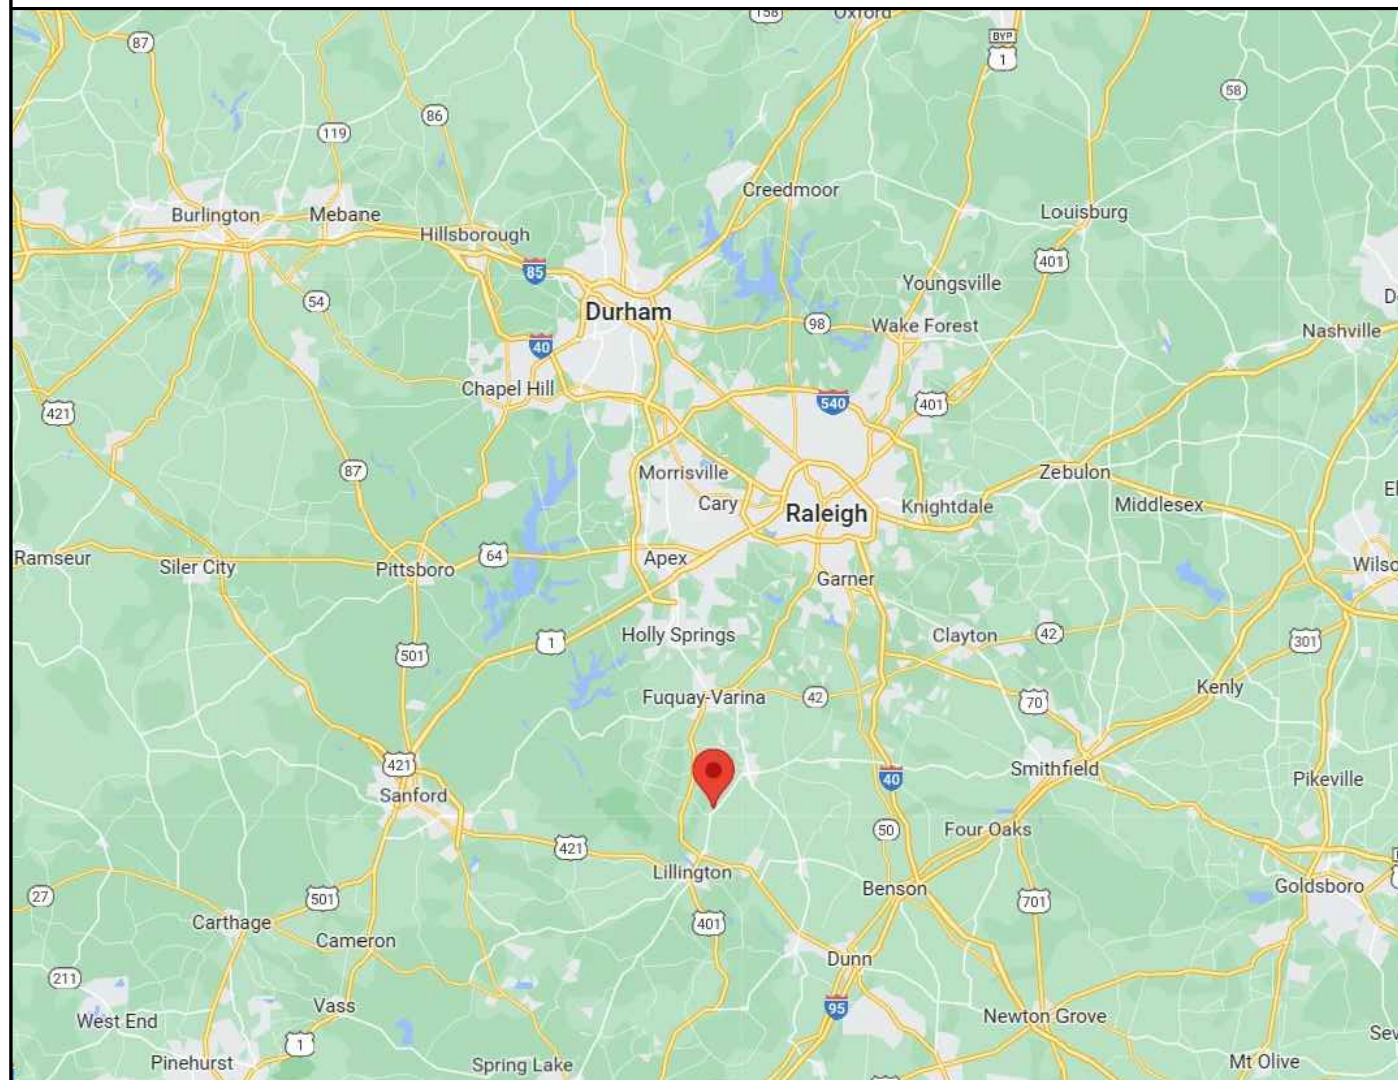 158
Oxford
87
BYP
1
58
86
119
Creedmoor
Burlington
Mebane
Louisburg
Hillsborough
401
85
Youngsville
54
Durham
98
Wake Forest
Nashville
40
Chapel Hill
540
401
421
87
Morrisville
Zebulon
Cary
Raleigh
Knightdale
Middlesex
Ramseur
Siler City
64
Pittsboro
Apex
Garner
Wilso
Holly Springs
1
Clayton
42
301
501
Fuquay-Varina
42
Kenly
70
421
Smithfield
40
Pikeville
Sanford
50
Four Oaks
421
Lillington
Benson
Goldsboro
27
501
701
Carthage
401
Cameron
Dunn
211
95
Vass
West End
Newton Grove
1
Sev
Pinehurst
Spring Lake
Mt Olive